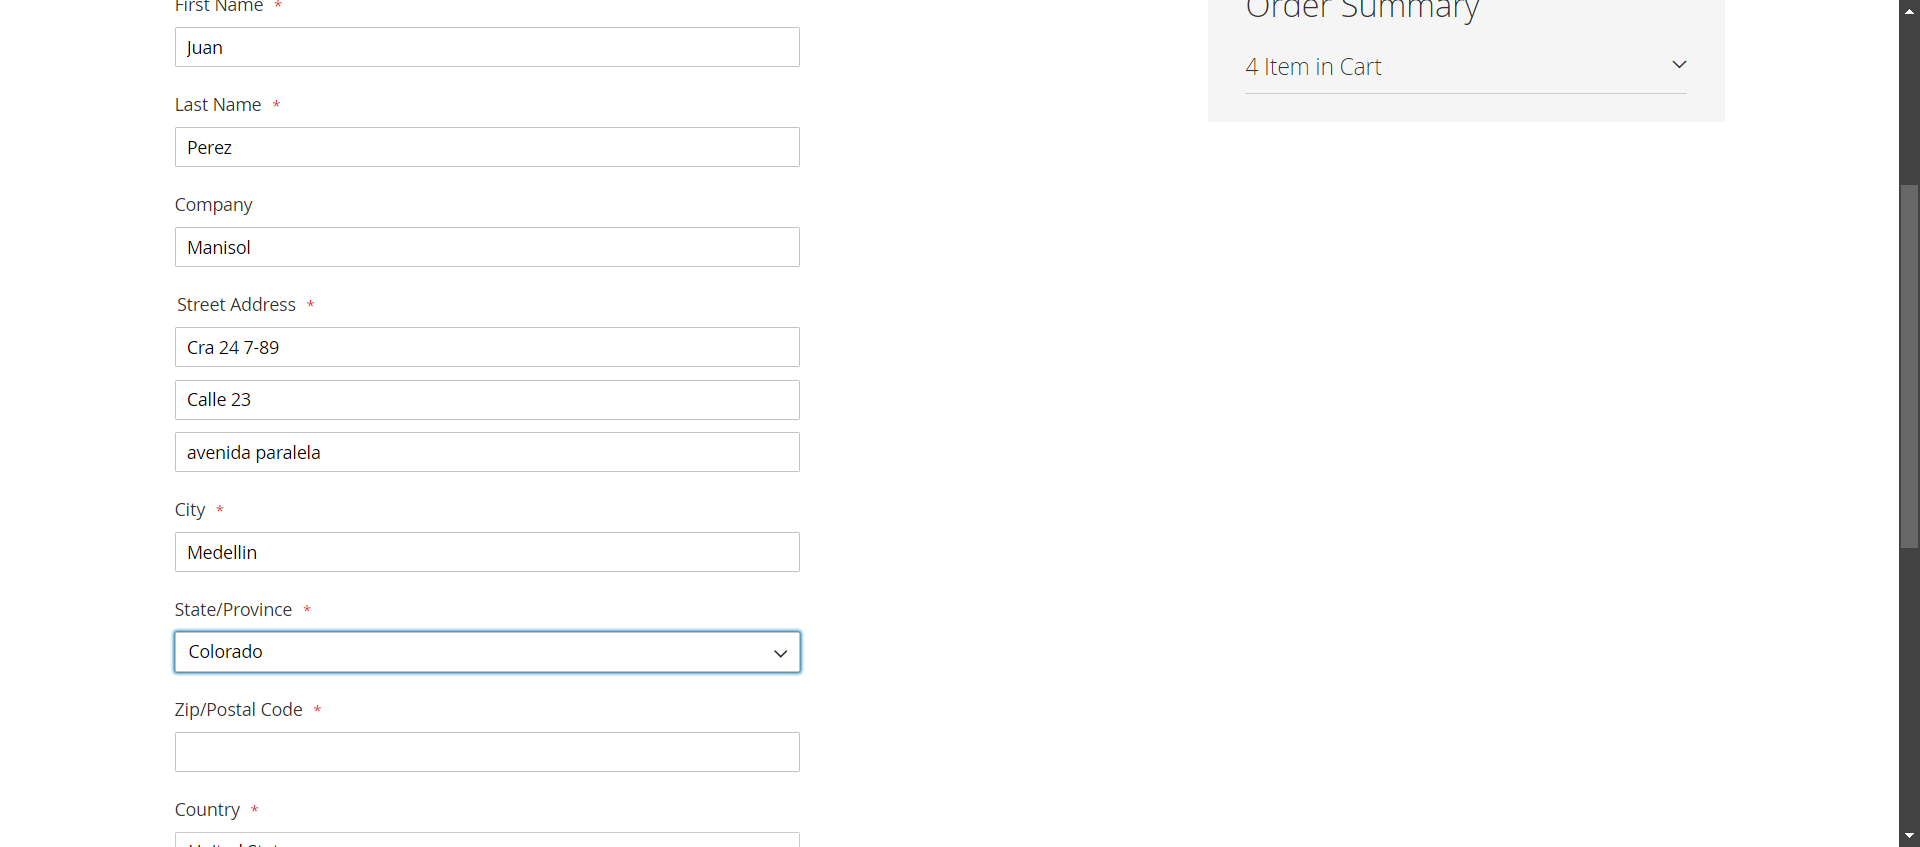 First Name *
Juan
Last Name *
Perez
Company
Manisol
Street Address *
Cra 24 7-89
Calle 23
avenida paralela
City *
Medellin
State/Province *
Colorado
Zip/Postal Code *
Country *
Order Summary
4 Item in Cart